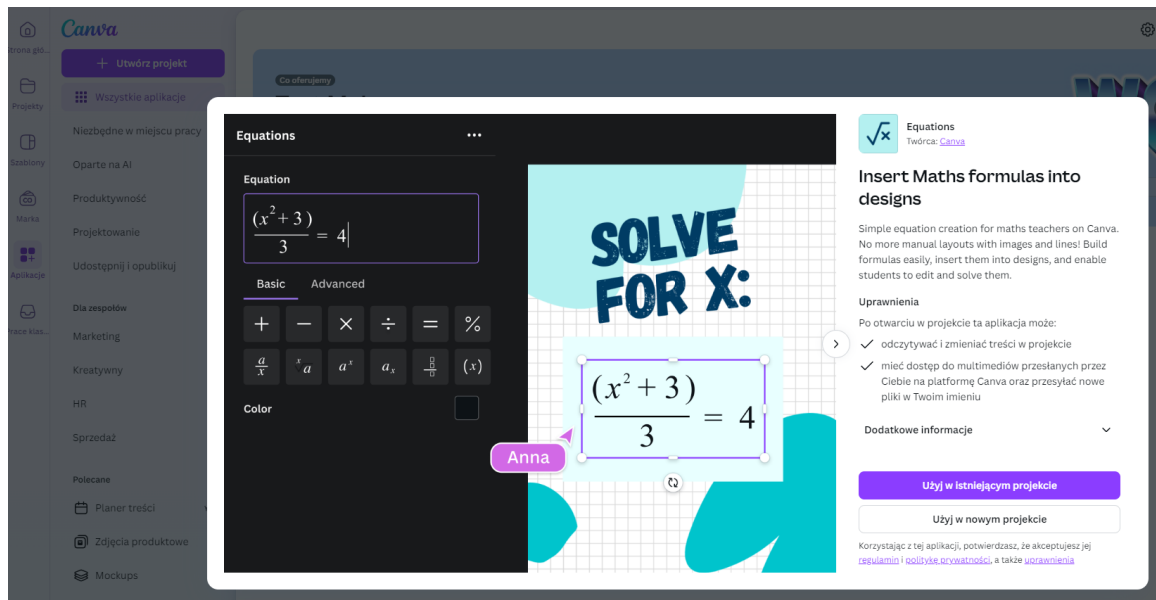 Canva
Strona głó...
Utwórz projekt
Co oferujemy
Projekty
Wszystkie aplikacje
Niezbędne w miejscu pracy
Szablony
Oparte na AI
Produktywność
Marka
Projektowanie
Aplikacje
Udostępnij i opublikuj
Dla zespołów
Marketing
Kreatywny
HR
Sprzedaż
Polecane
Planer treści
Zdjęcia produktowe
Mockups
Equations
Equation
(x² + 3)
3
= 4
Basic Advanced
+ − × ÷ = %
a/x ˣa aˣ aₓ (x)
Color
SOLVE
FOR X:
(x² + 3)
3
= 4
Anna
Equations
Twórca: Canva
Insert Maths formulas into
designs
Simple equation creation for maths teachers on Canva.
No more manual layouts with images and lines! Build
formulas easily, insert them into designs, and enable
students to edit and solve them.
Uprawnienia
Po otwarciu w projekcie ta aplikacja może:
odczytywać i zmieniać treści w projekcie
mieć dostęp do multimediów przesłanych przez
Ciebie na platformę Canva oraz przesyłać nowe
pliki w Twoim imieniu
Dodatkowe informacje
Użyj w istniejącym projekcie
Użyj w nowym projekcie
Korzystając z tej aplikacji, potwierdzasz, że akceptujesz jej
regulamin i politykę prywatności, a także uprawnienia